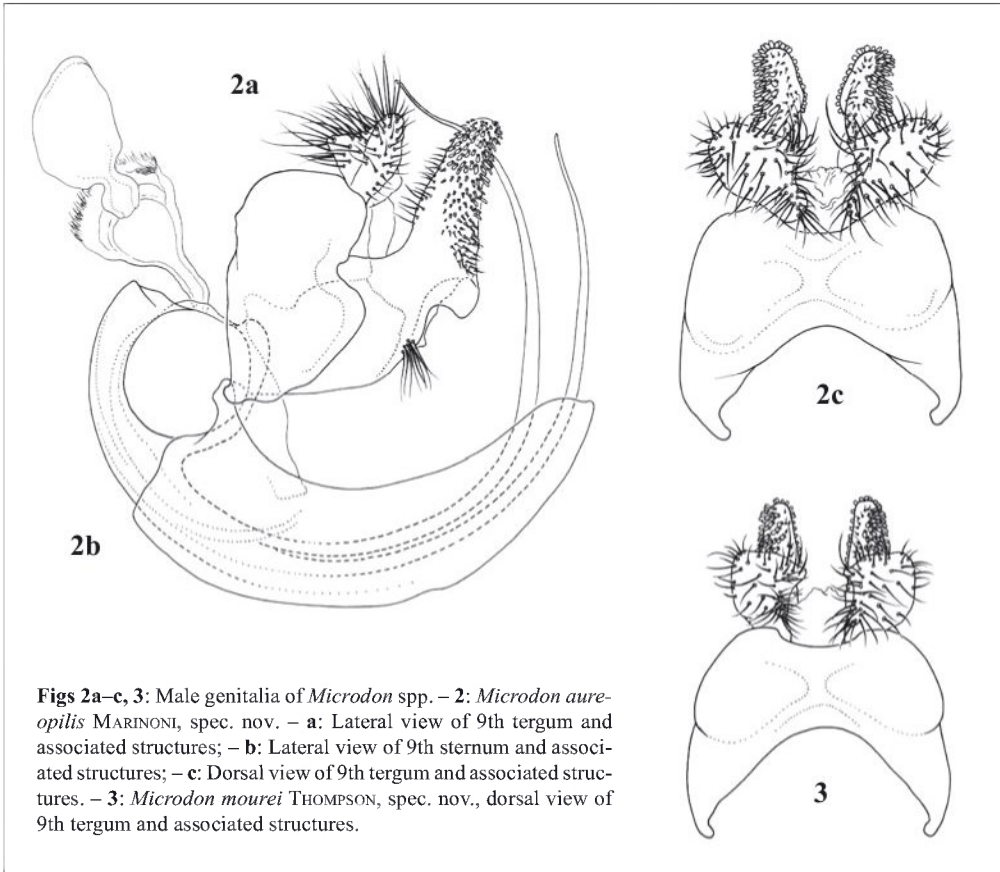 2a
2c
2b
3
Figs 2a–c, 3: Male genitalia of Microdon spp. – 2: Microdon aure-
opilis MARINONI, spec. nov. – a: Lateral view of 9th tergum and
associated structures; – b: Lateral view of 9th sternum and associ-
ated structures; – c: Dorsal view of 9th tergum and associated struc-
tures. – 3: Microdon mourei THOMPSON, spec. nov., dorsal view of
9th tergum and associated structures.